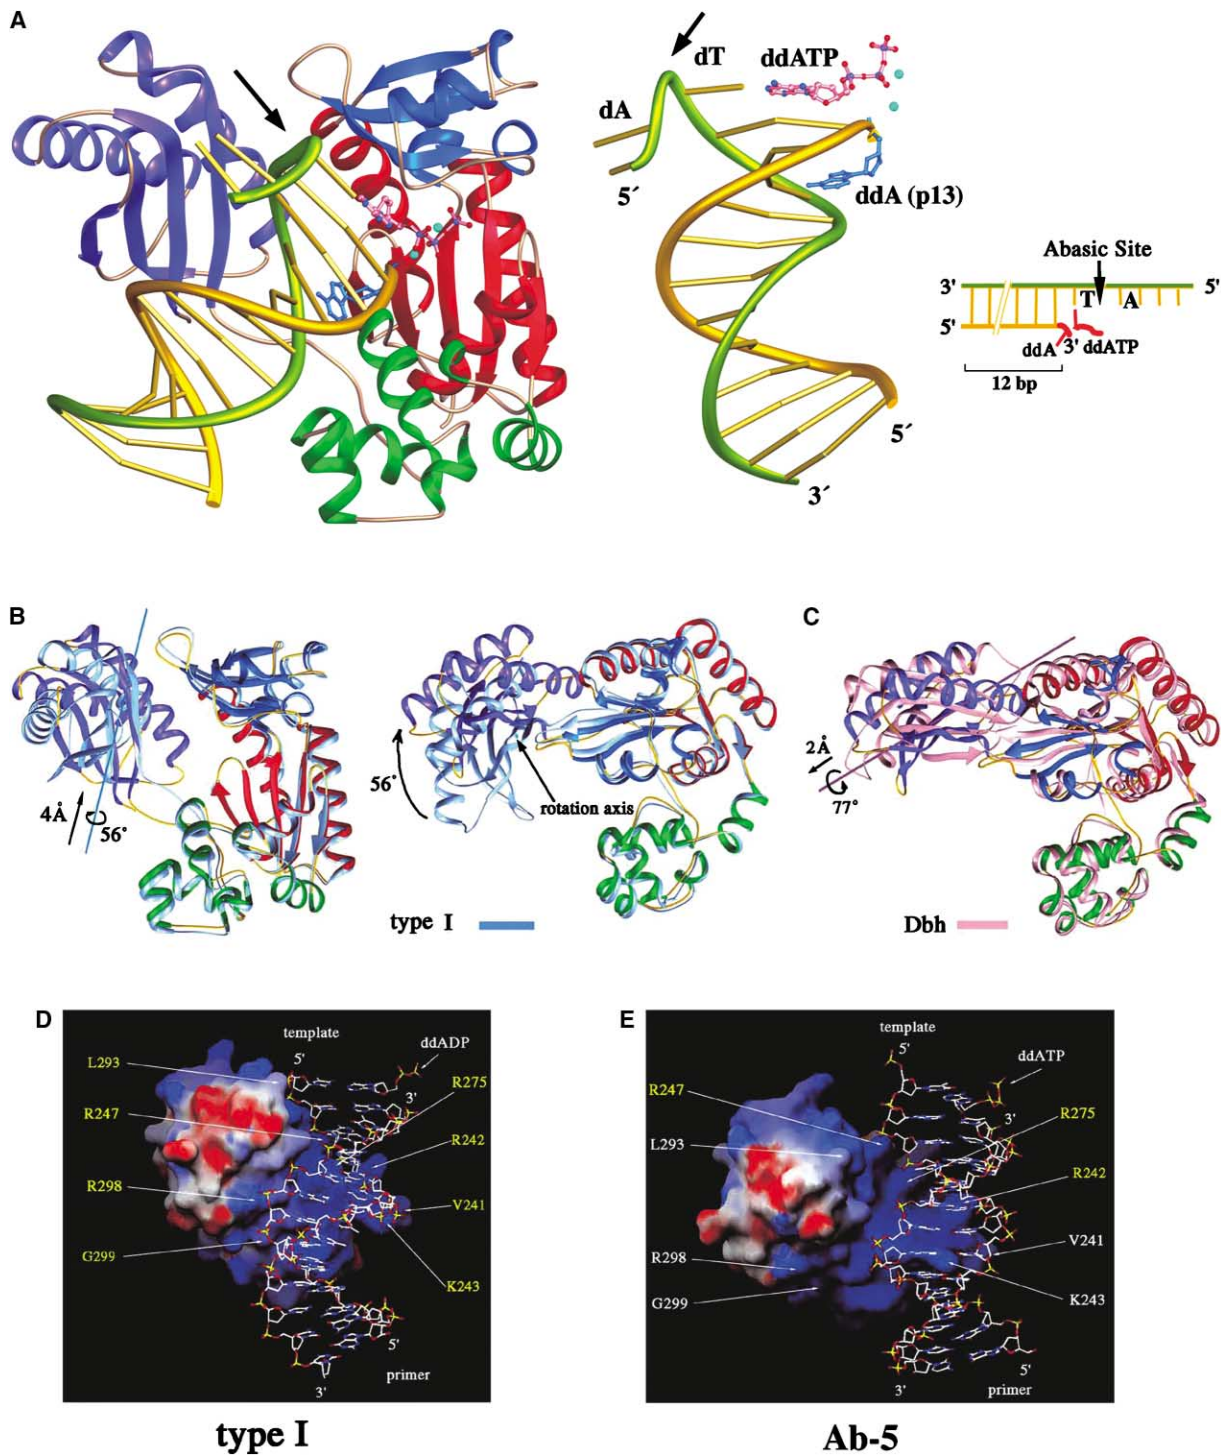 A
dT
ddATP
dA
5´
ddA (p13)
5´
3´
Abasic Site
3' T A 5'
5'
ddA 3' ddATP
12 bp
B
4Å
56°
56°
rotation axis
type I
C
2Å
77°
Dbh
D
template
5'
ddADP
L293
R275
3'
R247
R242
R298
V241
G299
K243
5'
primer
3'
type I
E
template
5'
ddATP
R247
R275
3'
L293
R242
V241
R298
K243
G299
5'
3'
primer
Ab-5